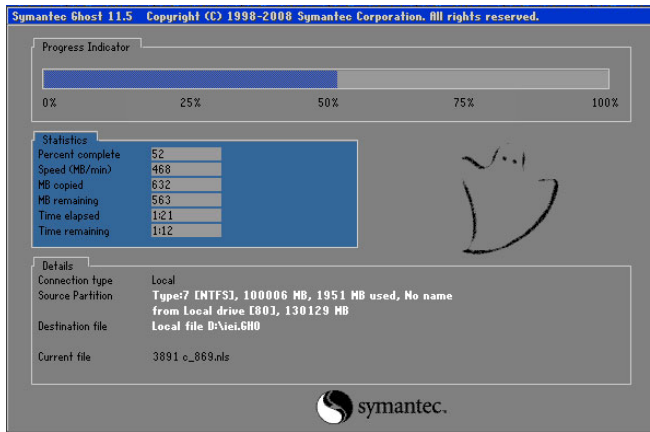 Symantec Ghost 11.5 Copyright (C) 1998-2008 Symantec Corporation. All rights reserved.
Progress Indicator
0% 25% 50% 75% 100%
Statistics
Percent complete 52
Speed (MB/min) 468
MB copied 632
MB remaining 563
Time elapsed 1:21
Time remaining 1:12
Details
Connection type Local
Source Partition Type:7 [NTFS], 100006 MB, 1951 MB used, No name
from Local drive [80], 130129 MB
Destination file Local file D:\iei.GHO
Current file 3891 c_869.nls
symantec.